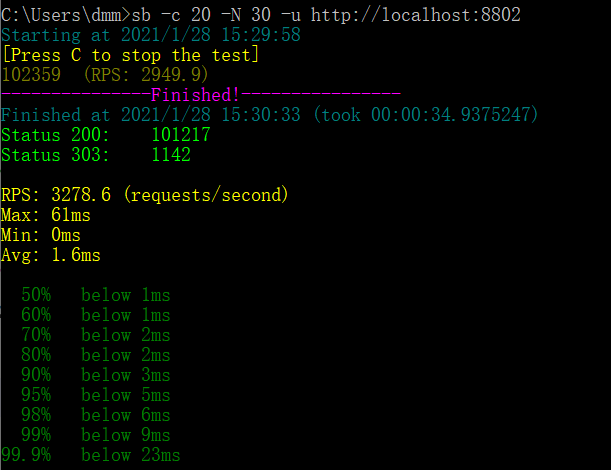 C:\Users\dmm>sb -c 20 -N 30 -u http://localhost:8802
Starting at 2021/1/28 15:29:58
[Press C to stop the test]
102359  (RPS: 2949.9)
---------------Finished!----------------
Finished at 2021/1/28 15:30:33 (took 00:00:34.9375247)
Status 200:    101217
Status 303:    1142

RPS: 3278.6 (requests/second)
Max: 61ms
Min: 0ms
Avg: 1.6ms

  50%   below 1ms
  60%   below 1ms
  70%   below 2ms
  80%   below 2ms
  90%   below 3ms
  95%   below 5ms
  98%   below 6ms
  99%   below 9ms
99.9%   below 23ms